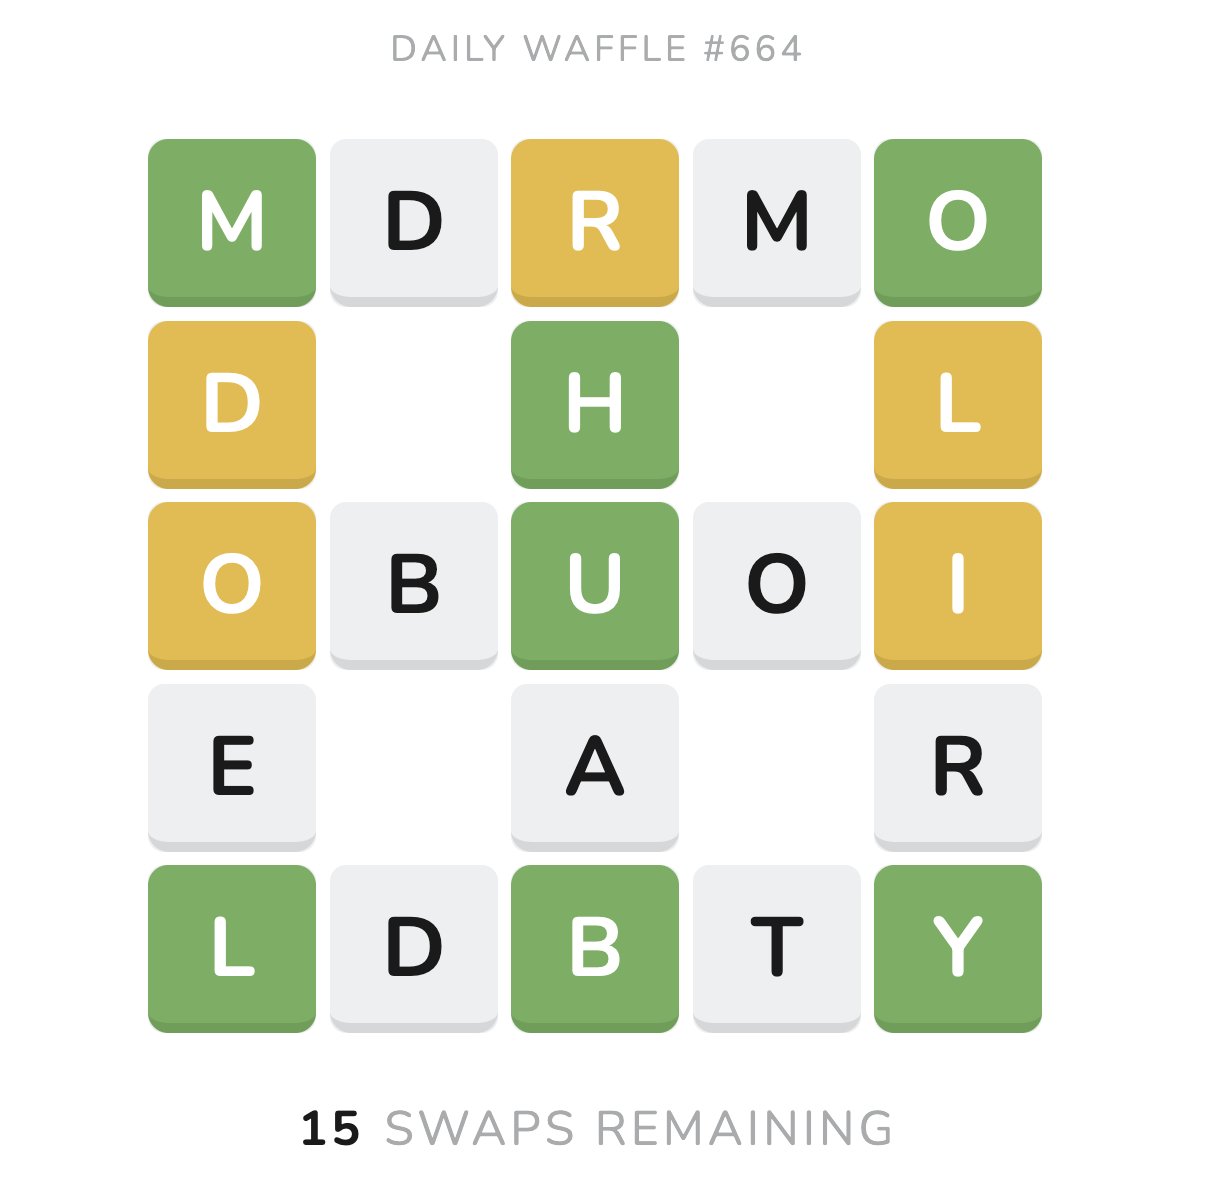 DAILY WAFFLE #664
M D R M O
D H L
O B U O I
E A R
L D B T Y
15 SWAPS REMAINING